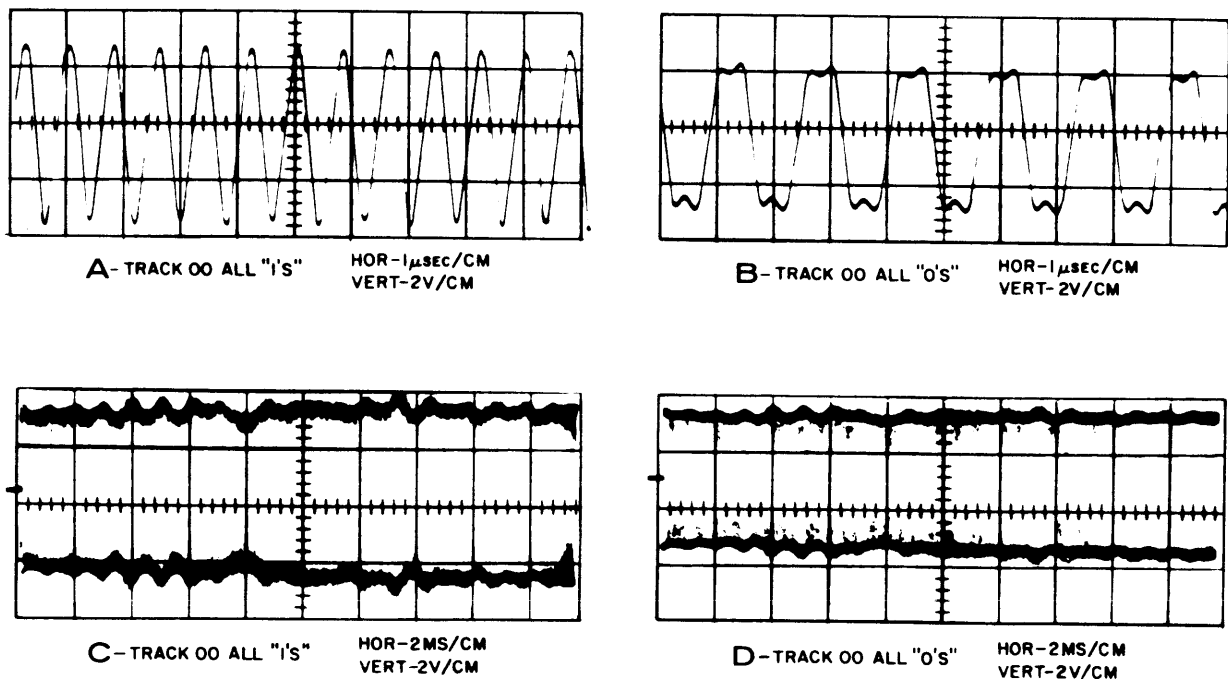 A-TRACK 00 ALL "1'S"
HOR-1μSEC/CM
VERT-2V/CM
B-TRACK 00 ALL "0'S"
HOR-1μSEC/CM
VERT-2V/CM
C-TRACK 00 ALL "1'S"
HOR-2MS/CM
VERT-2V/CM
D-TRACK 00 ALL "0'S"
HOR-2MS/CM
VERT-2V/CM